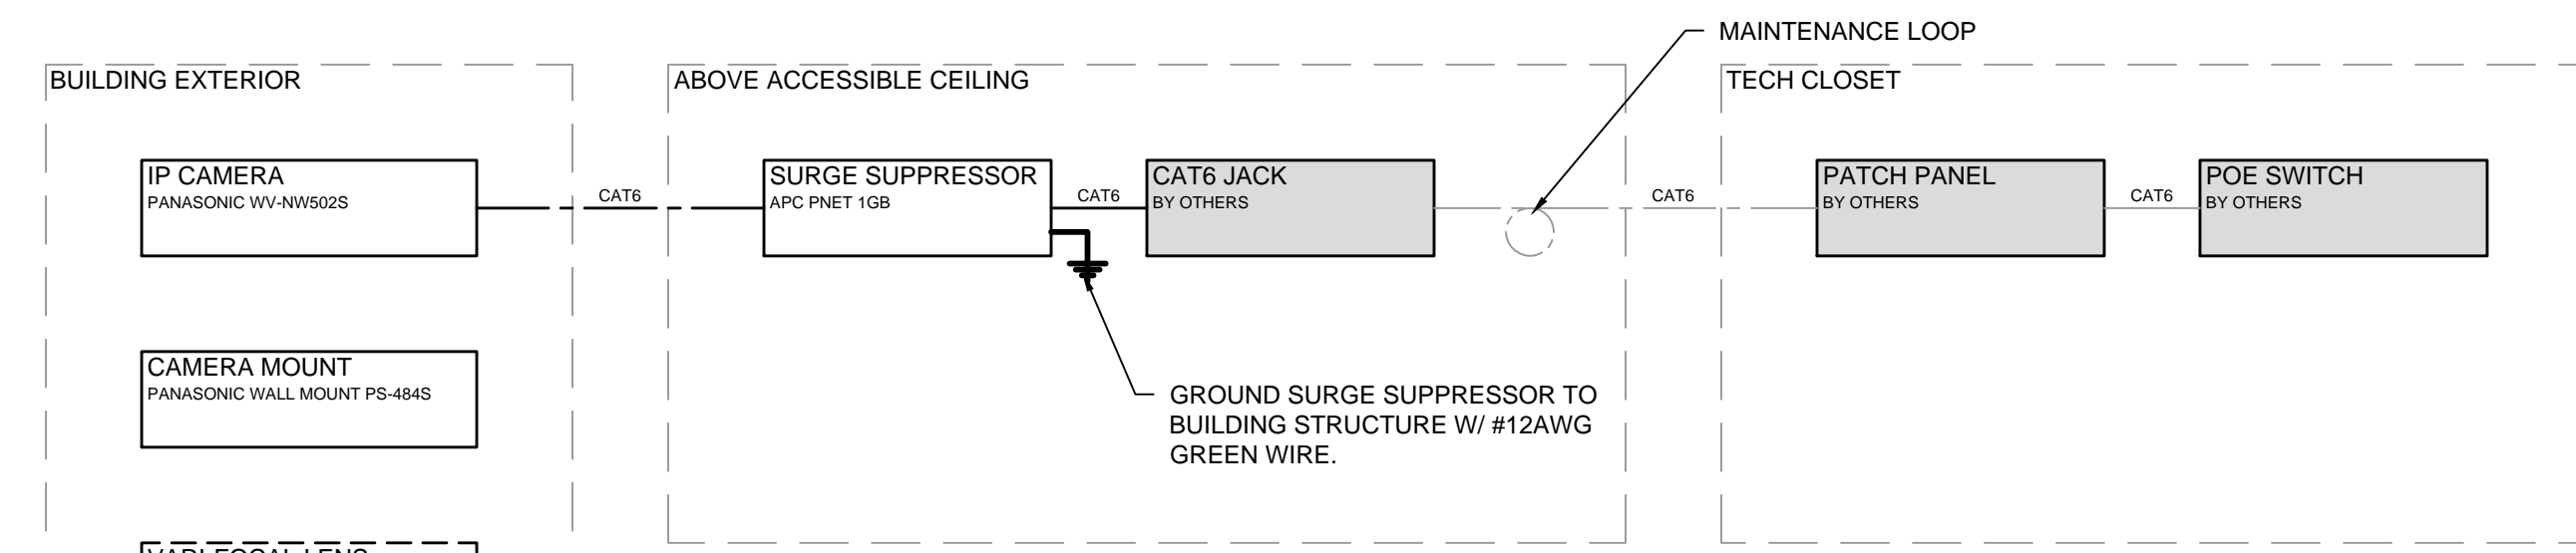 MAINTENANCE LOOP
BUILDING EXTERIOR
ABOVE ACCESSIBLE CEILING
TECH CLOSET
IP CAMERA
PANASONIC WV-NW502S
CAT6
SURGE SUPPRESSOR
APC PNET 1GB
CAT6
CAT6 JACK
BY OTHERS
CAT6
PATCH PANEL
BY OTHERS
CAT6
POE SWITCH
BY OTHERS
CAMERA MOUNT
PANASONIC WALL MOUNT PS-484S
GROUND SURGE SUPPRESSOR TO
BUILDING STRUCTURE W/ #12AWG
GREEN WIRE.